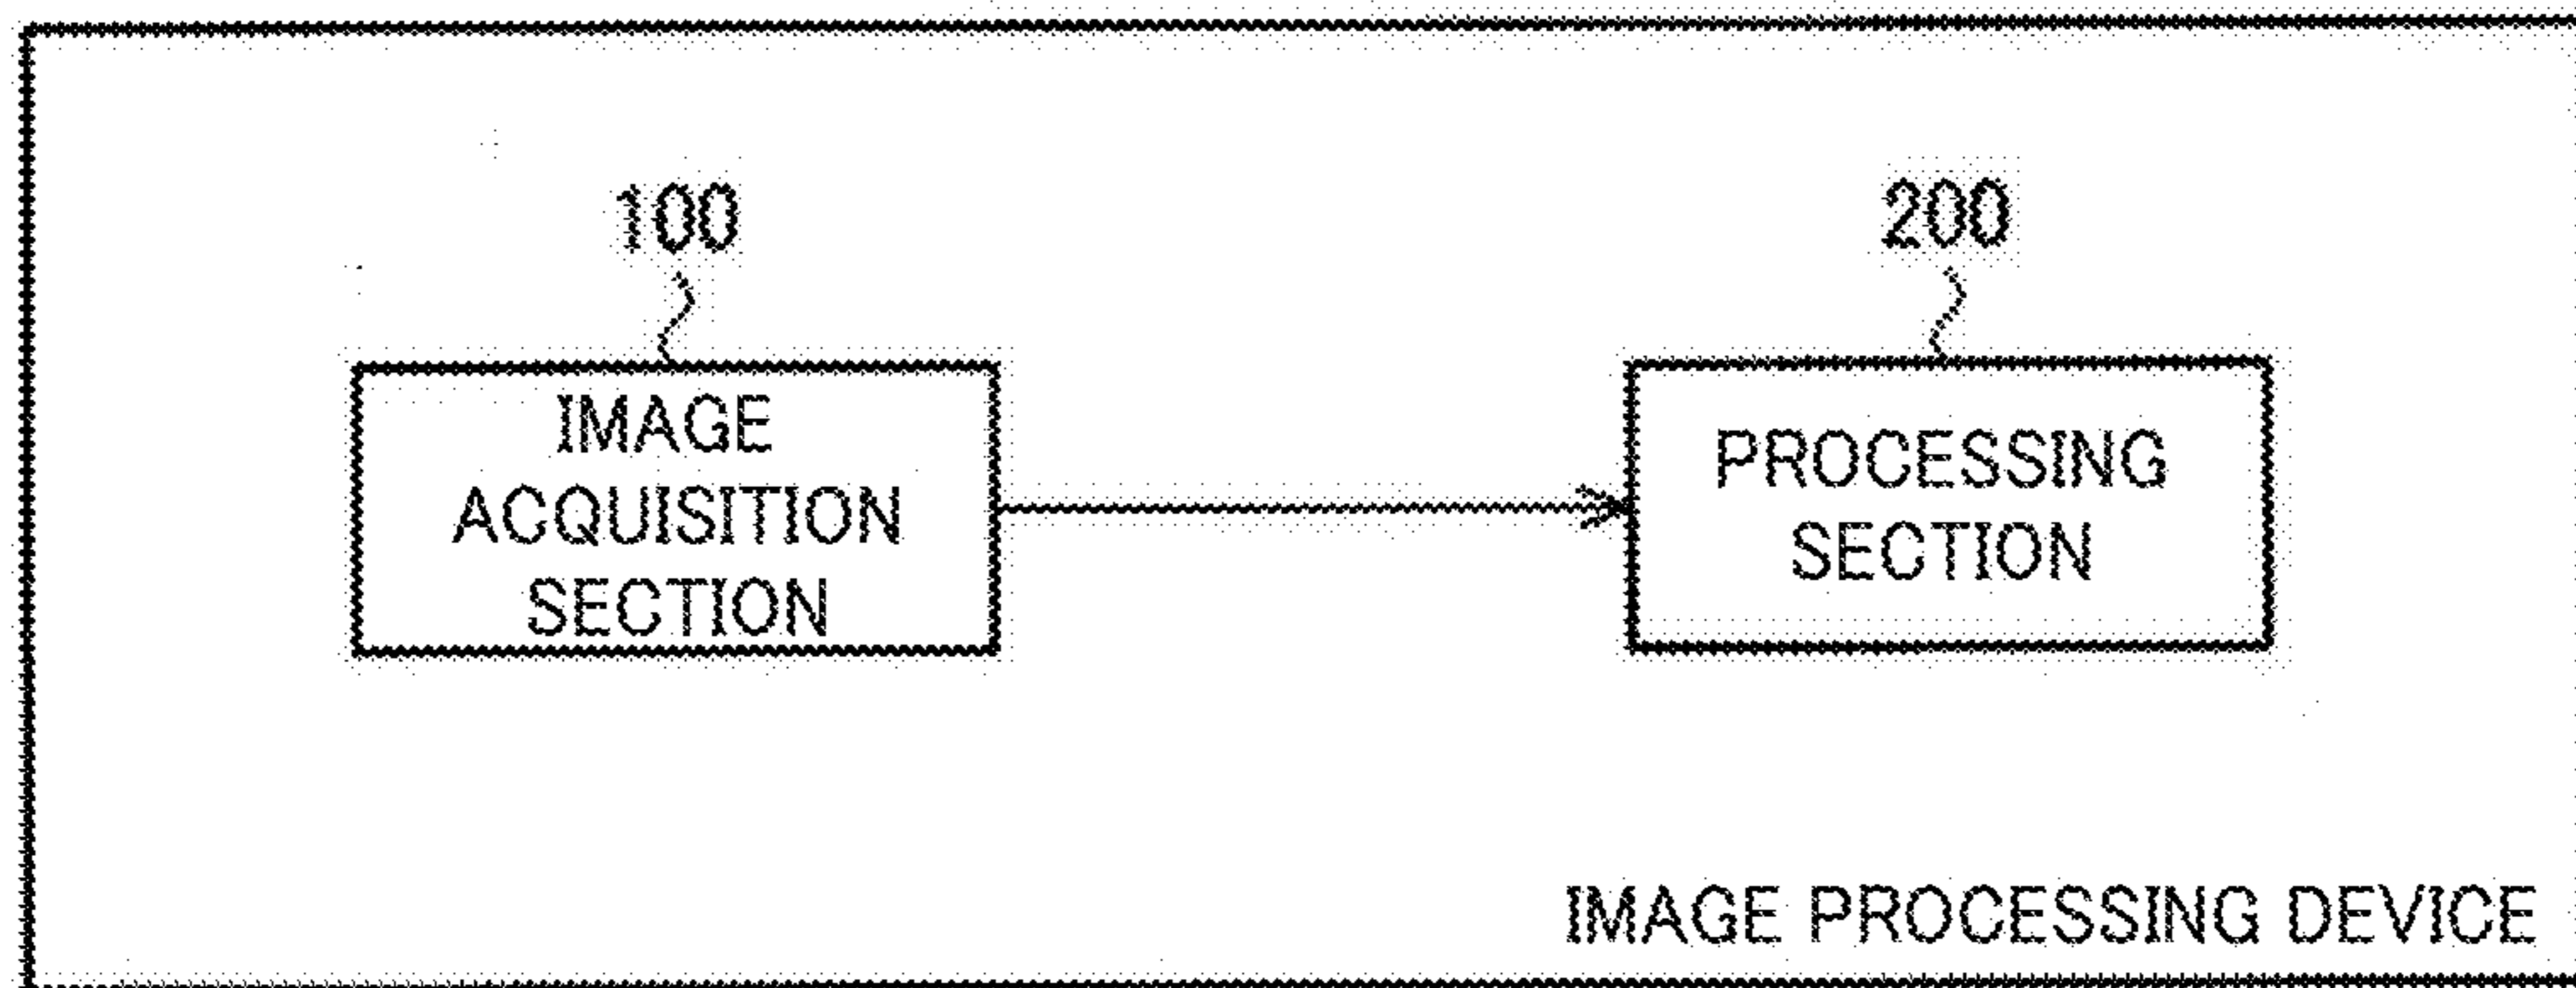 100
200
IMAGE
ACQUISITION
SECTION
PROCESSING
SECTION
IMAGE PROCESSING DEVICE